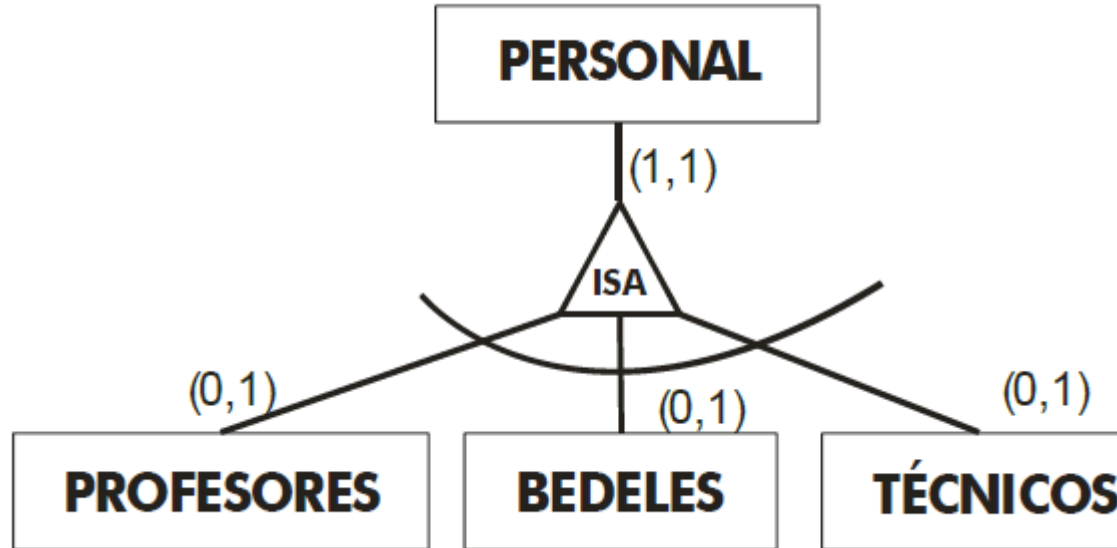 PERSONAL
(1,1)
ISA
(0,1)
(0,1)
(0,1)
PROFESORES
BEDELES
TÉCNICOS